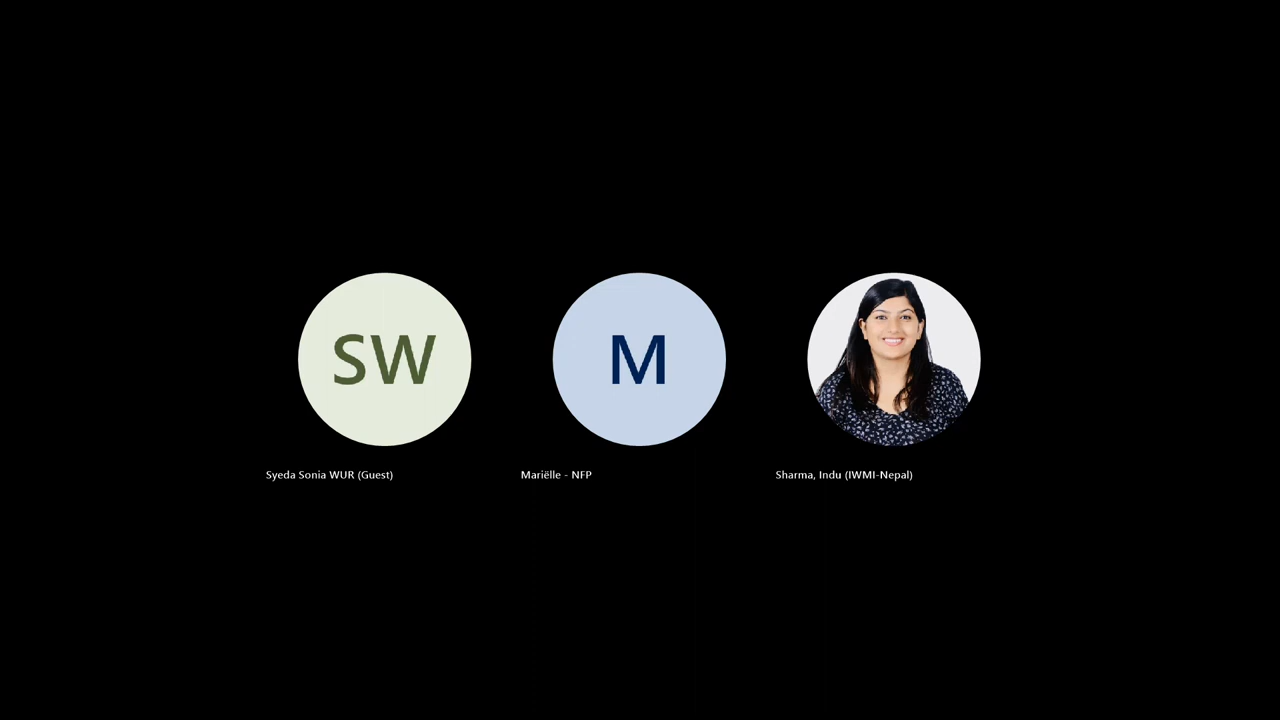 SW
M
Syeda Sonia WUR (Guest)
Mariëlle - NFP
Sharma, Indu (IWMI-Nepal)